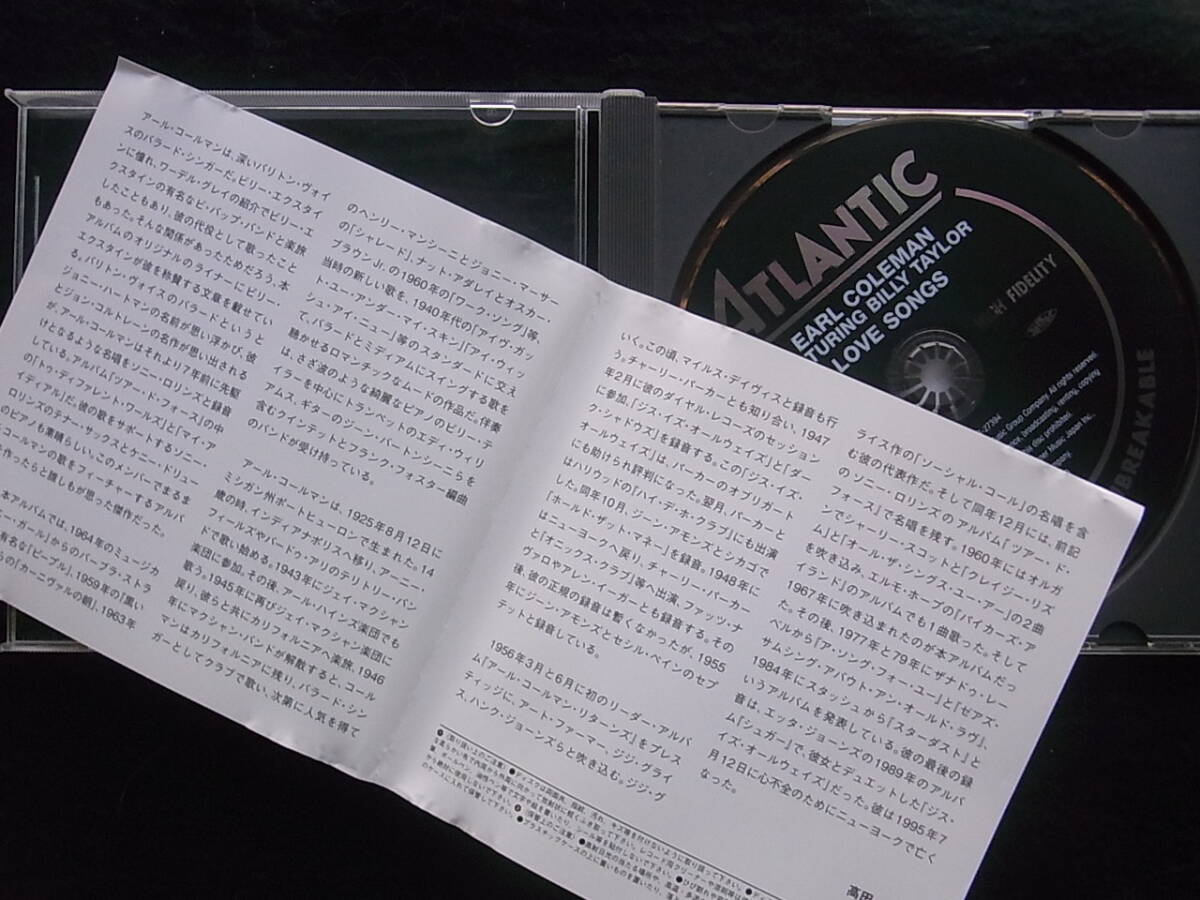 アール・コールマンは、深いバリトン・ヴォイ
スのバラード・シンガーだ。ビリー・エクスタイ
ンに憧れ、ワーデル・グレイの紹介でビリー・エ
クスタインの有名なビ・バップ・バンドと楽旅
したこともあり、彼の代役として歌ったこと
もあった。そんな関係があったためだろう、本
アルバムのオリジナルのライナーにビリー・
エクスタインが彼を称賛する文章を載せてい
る。バリトン・ヴォイスのバラードというと
ジョニー・ハートマンの名前が思い浮かび、彼
とジョン・コルトレーンの名作が思い出される
が、アール・コールマンはそれより7年前に先駆
けとなるような名唱をソニー・ロリンズと録音
している。アルバム「ツアー・ド・フォース」の中
の「トゥ・ディファレント・ワールズ」と「マイ・ア
イディアル」だ。彼の歌をサポートするソニー・
ロリンズのテナー・サックスとケニー・ドリュー
のピアノも素晴らしい。このメンバーでまるま
るコールマンの歌をフィーチャーするアルバム
を作ったらと誰しもが思った傑作だった。
本アルバムでは、1964年のミュージカ
ニー・ガール」からのバーブラ・ストラ
有名な「ピープル」、1959年の「黒い
らの「カーニヴァルの朝」、1963年
のヘンリー・マンシーニとジョニー・マーサー
の「シャレード」、ナット・アダレイとオスカー・
ブラウンJr.の1960年の「ワーク・ソング」等、
当時の新しい歌を、1940年代の「アイヴ・ガッ
ト・ユー・アンダー・マイ・スキン」「アイ・ウィッ
シュ・アイ・ニュー」等のスタンダードに交え
て、バラードとミディアムにスイングする歌を
聴かせるロマンチックなムードの作品だ。伴奏
は、さざ波のような綺麗なピアノのビリー・テ
イラーを中心にトランペットのエディ・ウィリ
アムス、ギターのジーン・バートンシーニらを
含むクインテットとフランク・フォスター編曲
のバンドが受け持っている。
アール・コールマンは、1925年8月12日に
ミシガン州ポートヒューロンで生まれた。14
歳の時、インディアナポリスへ移り、アーニー・
フィールズやバードゥ・アリのテリトリー・バン
ドで歌い始める。1943年にジェイ・マクシャン
楽団に参加。その後、アール・ハインズ楽団でも
歌う。1945年に再びジェイ・マクシャン楽団に
戻り、彼らと共にカリフォルニアへ楽旅。1946
年にマクシャン・バンドが解散すると、コール
マンはカリフォルニアに残り、バラード・シン
ガーとしてクラブで歌い、次第に人気を得て
いく。この頃、マイルス・デイヴィスと録音も行
う。チャーリー・パーカーとも知り合い、1947
年2月に彼のダイヤル・レコーズのセッション
に参加、「ジス・イズ・オールウェイズ」と「ダー
ク・シャドウズ」を録音する。この「ジス・イズ・
オールウェイズ」は、パーカーのオブリガート
にも助けられ評判になった。翌月、パーカーと
はハリウッドの「ハイ・デ・ホ・クラブ」にも出演
した。同年10月、ジーン・アモンズとシカゴで
「ホールド・ザット・マネー」を録音。1948年に
はニューヨークへ戻り、チャーリー・パーカー
と「オニックス・クラブ」等へ出演、ファッツ・ナ
ヴァロやアレン・イーガーとも録音する。その
後、彼の正規の録音は暫くなかったが、1955
年にジーン・アモンズとセシル・ペインのセプ
テットと録音している。
1956年3月と6月に初のリーダー・アルバ
ム「アール・コールマン・リターンズ」をプレス
ティッジに、アート・ファーマー、ジジ・グライ
ス、ハンク・ジョーンズらと吹き込む。ジジ・グ
ライス作の「ソーシャル・コール」の名唱を含
む彼の代表作だ。そして同年12月には、前記
のソニー・ロリンズのアルバム「ツアー・ド・
フォース」で名唱を残す。1960年にはオルガ
ンでシャーリー・スコットと「クレイジー・リズ
ム」と「オール・ザ・シングス・ユー・アー」の2曲
を吹き込み、エルモ・ホープの「ライカーズ・ア
イランド」のアルバムでも1曲歌った。そして
1967年に吹き込まれたのが本アルバムだっ
た。その後、1977年と79年にザナドゥ・レー
ベルから「ア・ソング・フォー・ユー」と「ゼアズ・
サムシング・アバウト・アン・オールド・ラヴ」、
1984年にスタッシュから「スターダスト」と
いうアルバムを発表している。彼の最後の録
音は、エッタ・ジョーンズの1989年のアルバ
ム「シュガー」で、彼女とデュエットした「ジス・
イズ・オールウェイズ」だった。彼は1995年7
月12日に心不全のためにニューヨークで亡く
なった。
高田
ATLANTIC
EARL COLEMAN
TURING BILLY TAYLOR
LOVE SONGS
FIDELITY
UNBREAKABLE